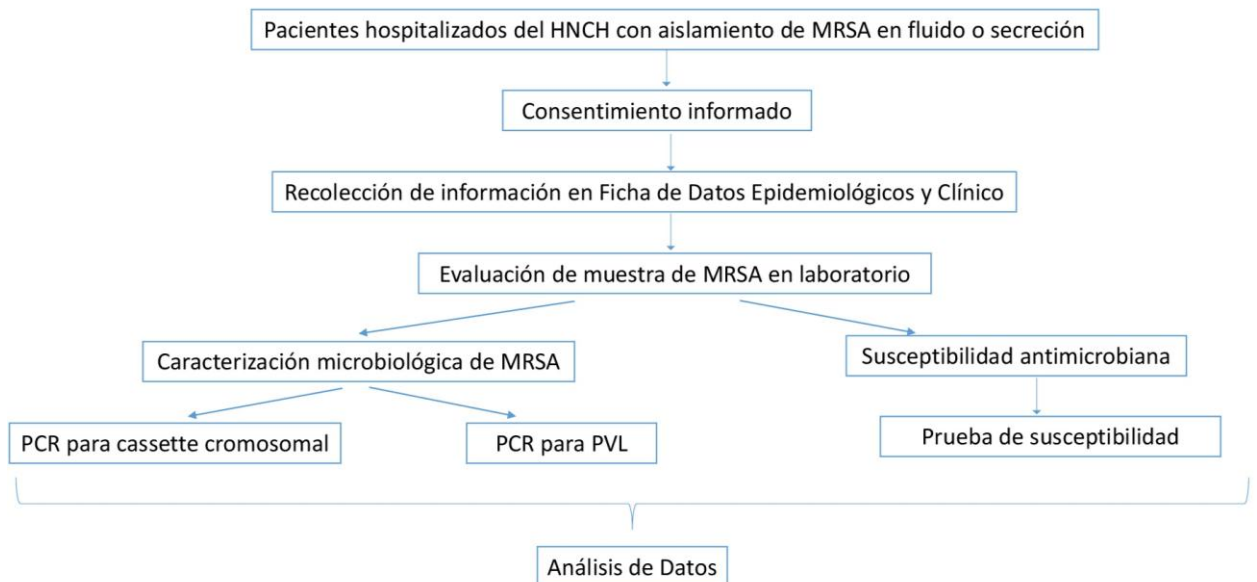 Pacientes hospitalizados del HNCH con aislamiento de MRSA en fluido o secreción
Consentimiento informado
Recolección de información en Ficha de Datos Epidemiológicos y Clínico
Evaluación de muestra de MRSA en laboratorio
Caracterización microbiológica de MRSA
Susceptibilidad antimicrobiana
PCR para cassette cromosomal
PCR para PVL
Prueba de susceptibilidad
Análisis de Datos